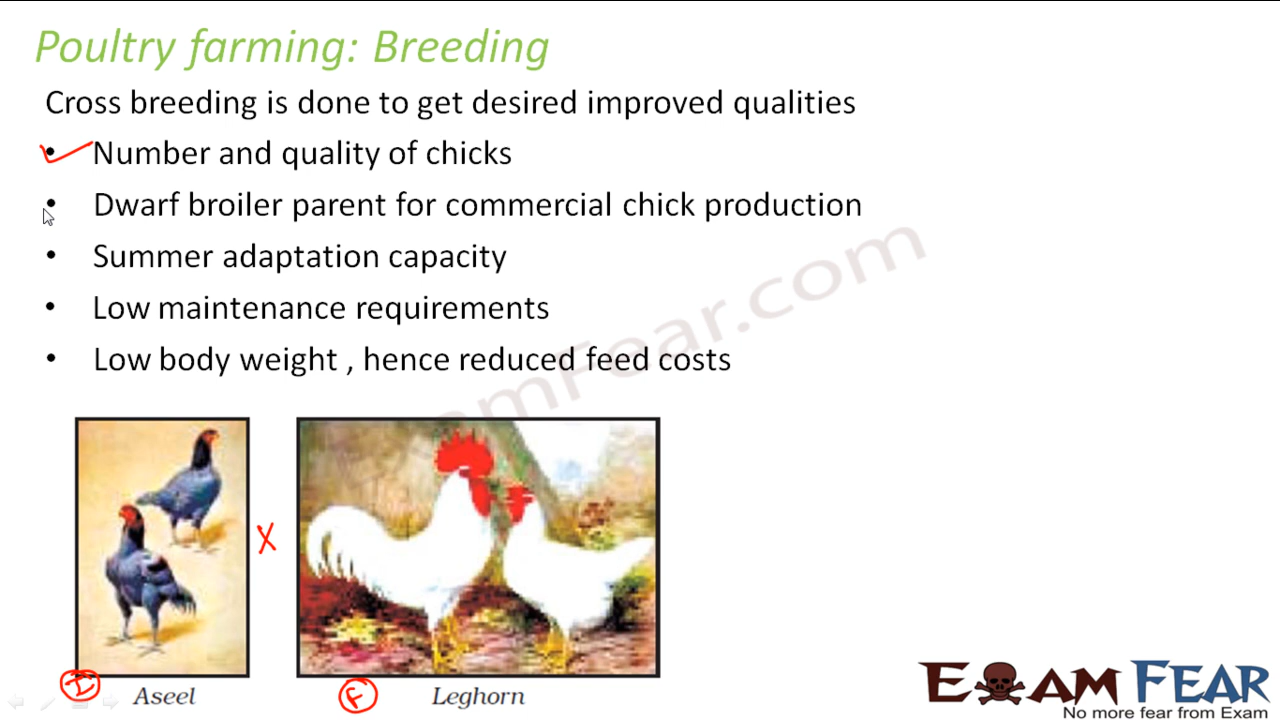 Poultry farming: Breeding
Cross breeding is done to get desired improved qualities
• Number and quality of chicks
• Dwarf broiler parent for commercial chick production
• Summer adaptation capacity
• Low maintenance requirements
• Low body weight , hence reduced feed costs
X
I
Aseel
F
Leghorn
EXAM FEAR
No more fear from Exam